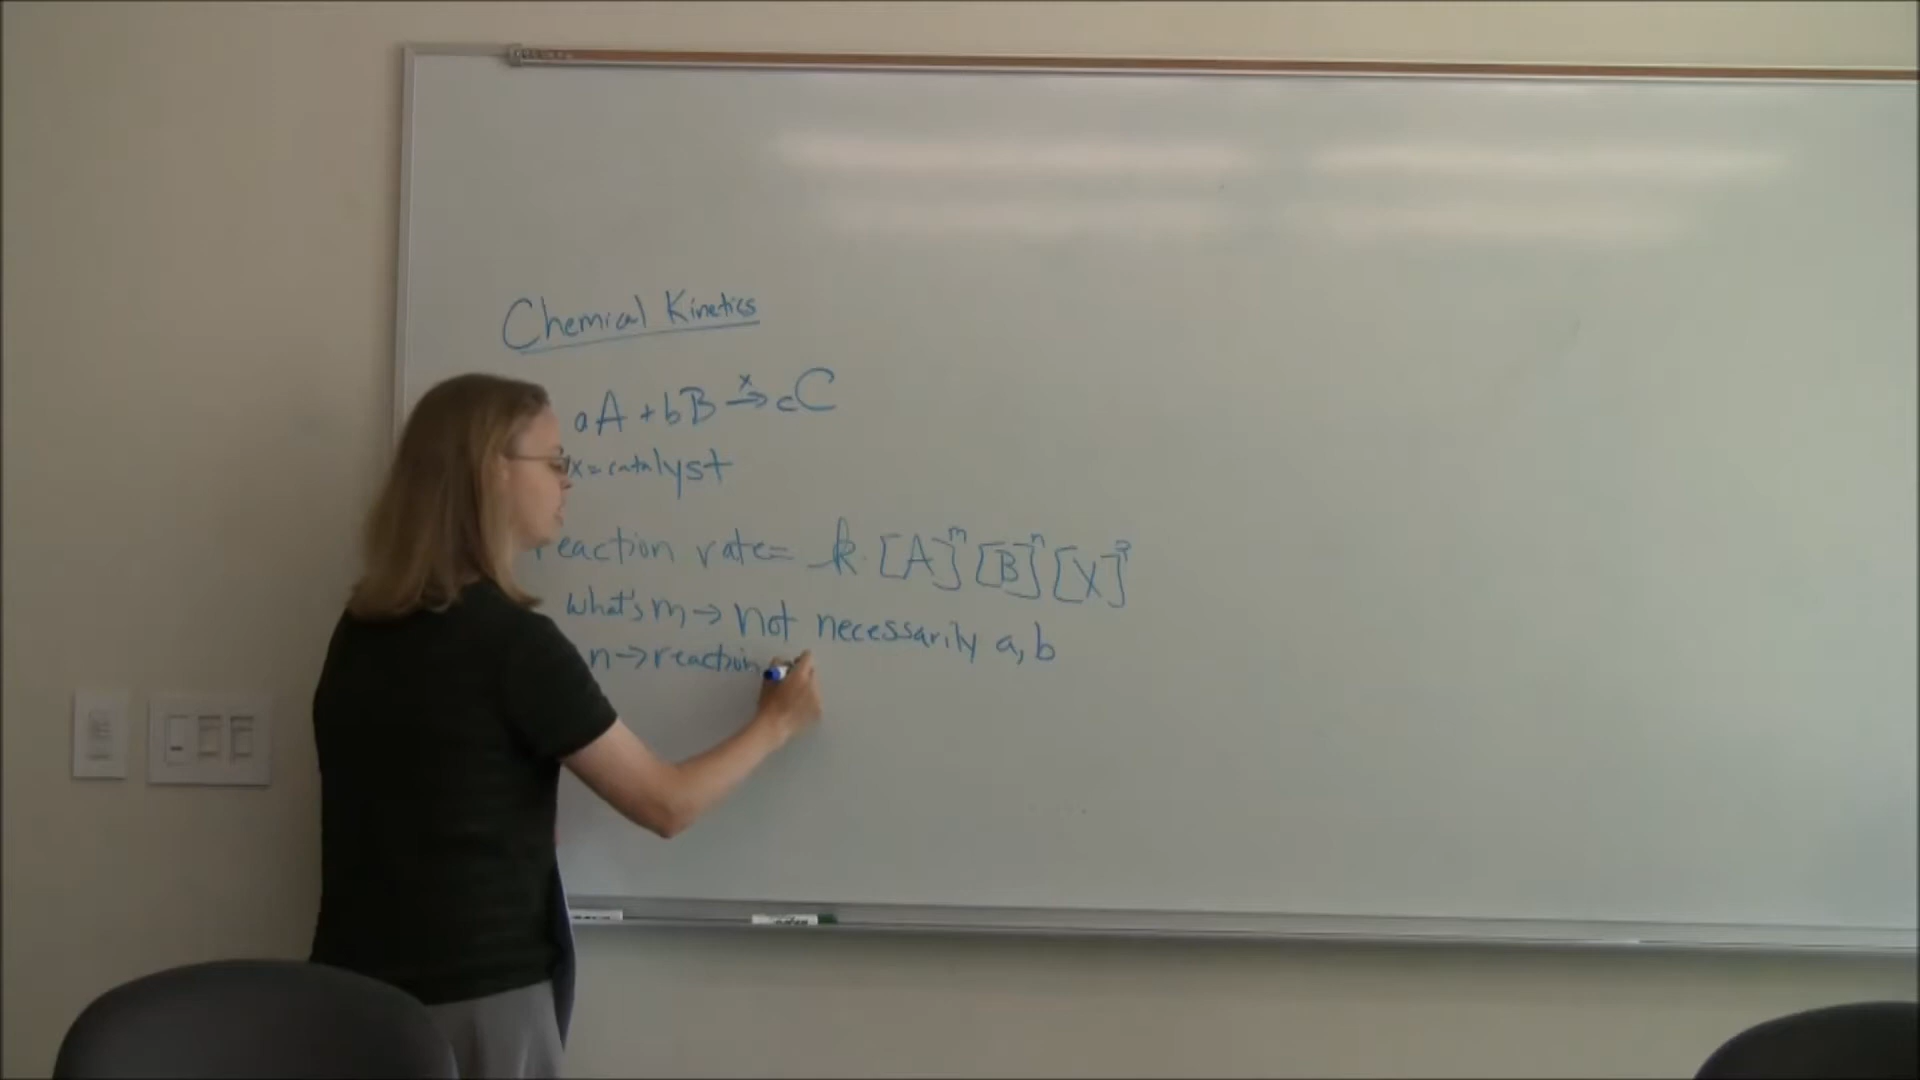 Chemical Kinetics
aA + bB →ˣ cC
x = catalyst
reaction rate = k [A]ᵐ [B]ⁿ [X]
what's m → not necessarily a, b
n → reaction